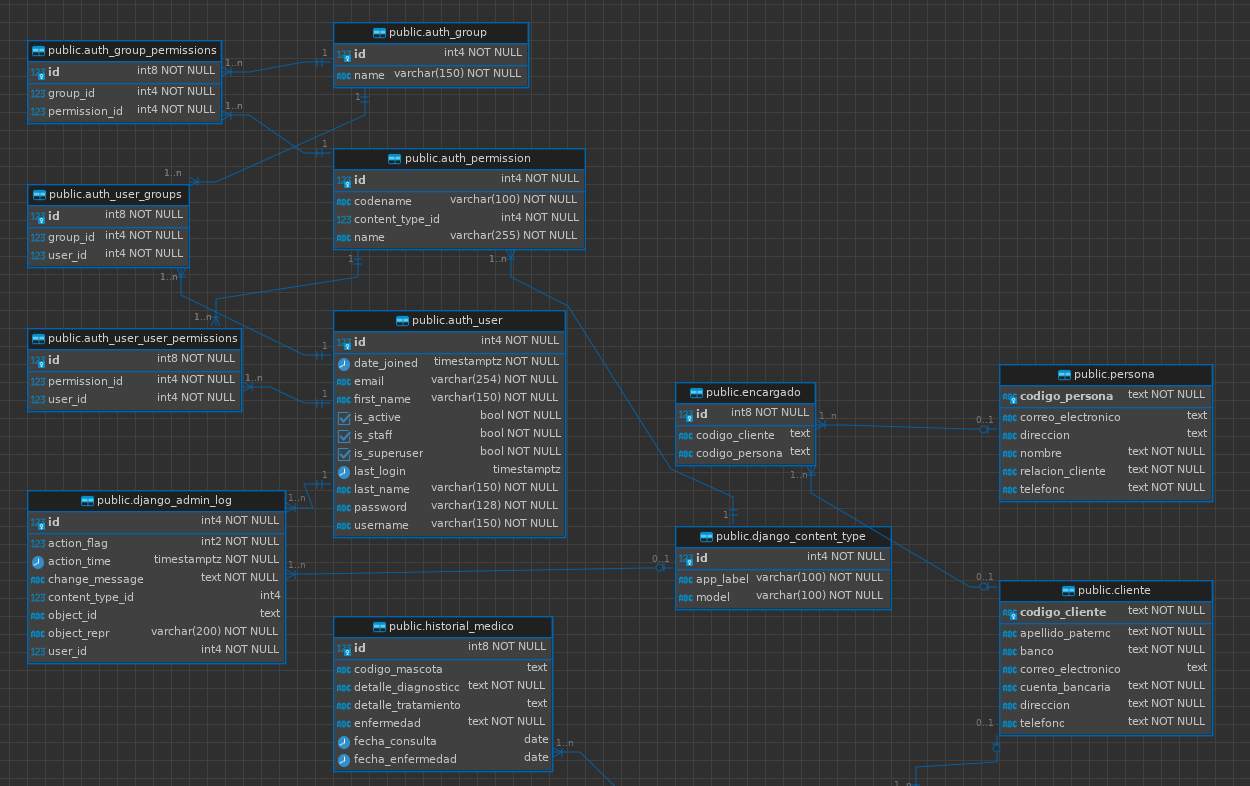 public.auth_group
id int4 NOT NULL
name varchar(150) NOT NULL
public.auth_group_permissions
id int8 NOT NULL
group_id int4 NOT NULL
permission_id int4 NOT NULL
1..n
1
1..n
1
1
1..n
public.auth_permission
id int4 NOT NULL
codename varchar(100) NOT NULL
content_type_id int4 NOT NULL
name varchar(255) NOT NULL
public.auth_user_groups
id int8 NOT NULL
group_id int4 NOT NULL
user_id int4 NOT NULL
1..n
1
1..n
1..n
public.auth_user_user_permissions
id int8 NOT NULL
permission_id int4 NOT NULL
user_id int4 NOT NULL
1..n
1
1
1
public.auth_user
id int4 NOT NULL
date_joined timestamptz NOT NULL
email varchar(254) NOT NULL
first_name varchar(150) NOT NULL
is_active bool NOT NULL
is_staff bool NOT NULL
is_superuser bool NOT NULL
last_login timestamptz
last_name varchar(150) NOT NULL
password varchar(128) NOT NULL
username varchar(150) NOT NULL
public.encargado
id int8 NOT NULL
codigo_cliente text
codigo_persona text
1..n
0..1
1..n
1
public.persona
codigo_persona text NOT NULL
correo_electronico text
direccion text
nombre text NOT NULL
relacion_cliente text NOT NULL
telefonc text NOT NULL
public.django_admin_log
id int4 NOT NULL
action_flag int2 NOT NULL
action_time timestamptz NOT NULL
change_message text NOT NULL
content_type_id int4
object_id text
object_repr varchar(200) NOT NULL
user_id int4 NOT NULL
1..n
1..n
0..1
public.django_content_type
id int4 NOT NULL
app_label varchar(100) NOT NULL
model varchar(100) NOT NULL
0..1
public.cliente
codigo_cliente text NOT NULL
apellido_paternc text NOT NULL
banco text NOT NULL
correo_electronico text
cuenta_bancaria text NOT NULL
direccion text NOT NULL
telefonc text NOT NULL
0..1
1..n
public.historial_medico
id int8 NOT NULL
codigo_mascota text
detalle_diagnosticc text NOT NULL
detalle_tratamiento text
enfermedad text NOT NULL
fecha_consulta date
fecha_enfermedad date
1..n